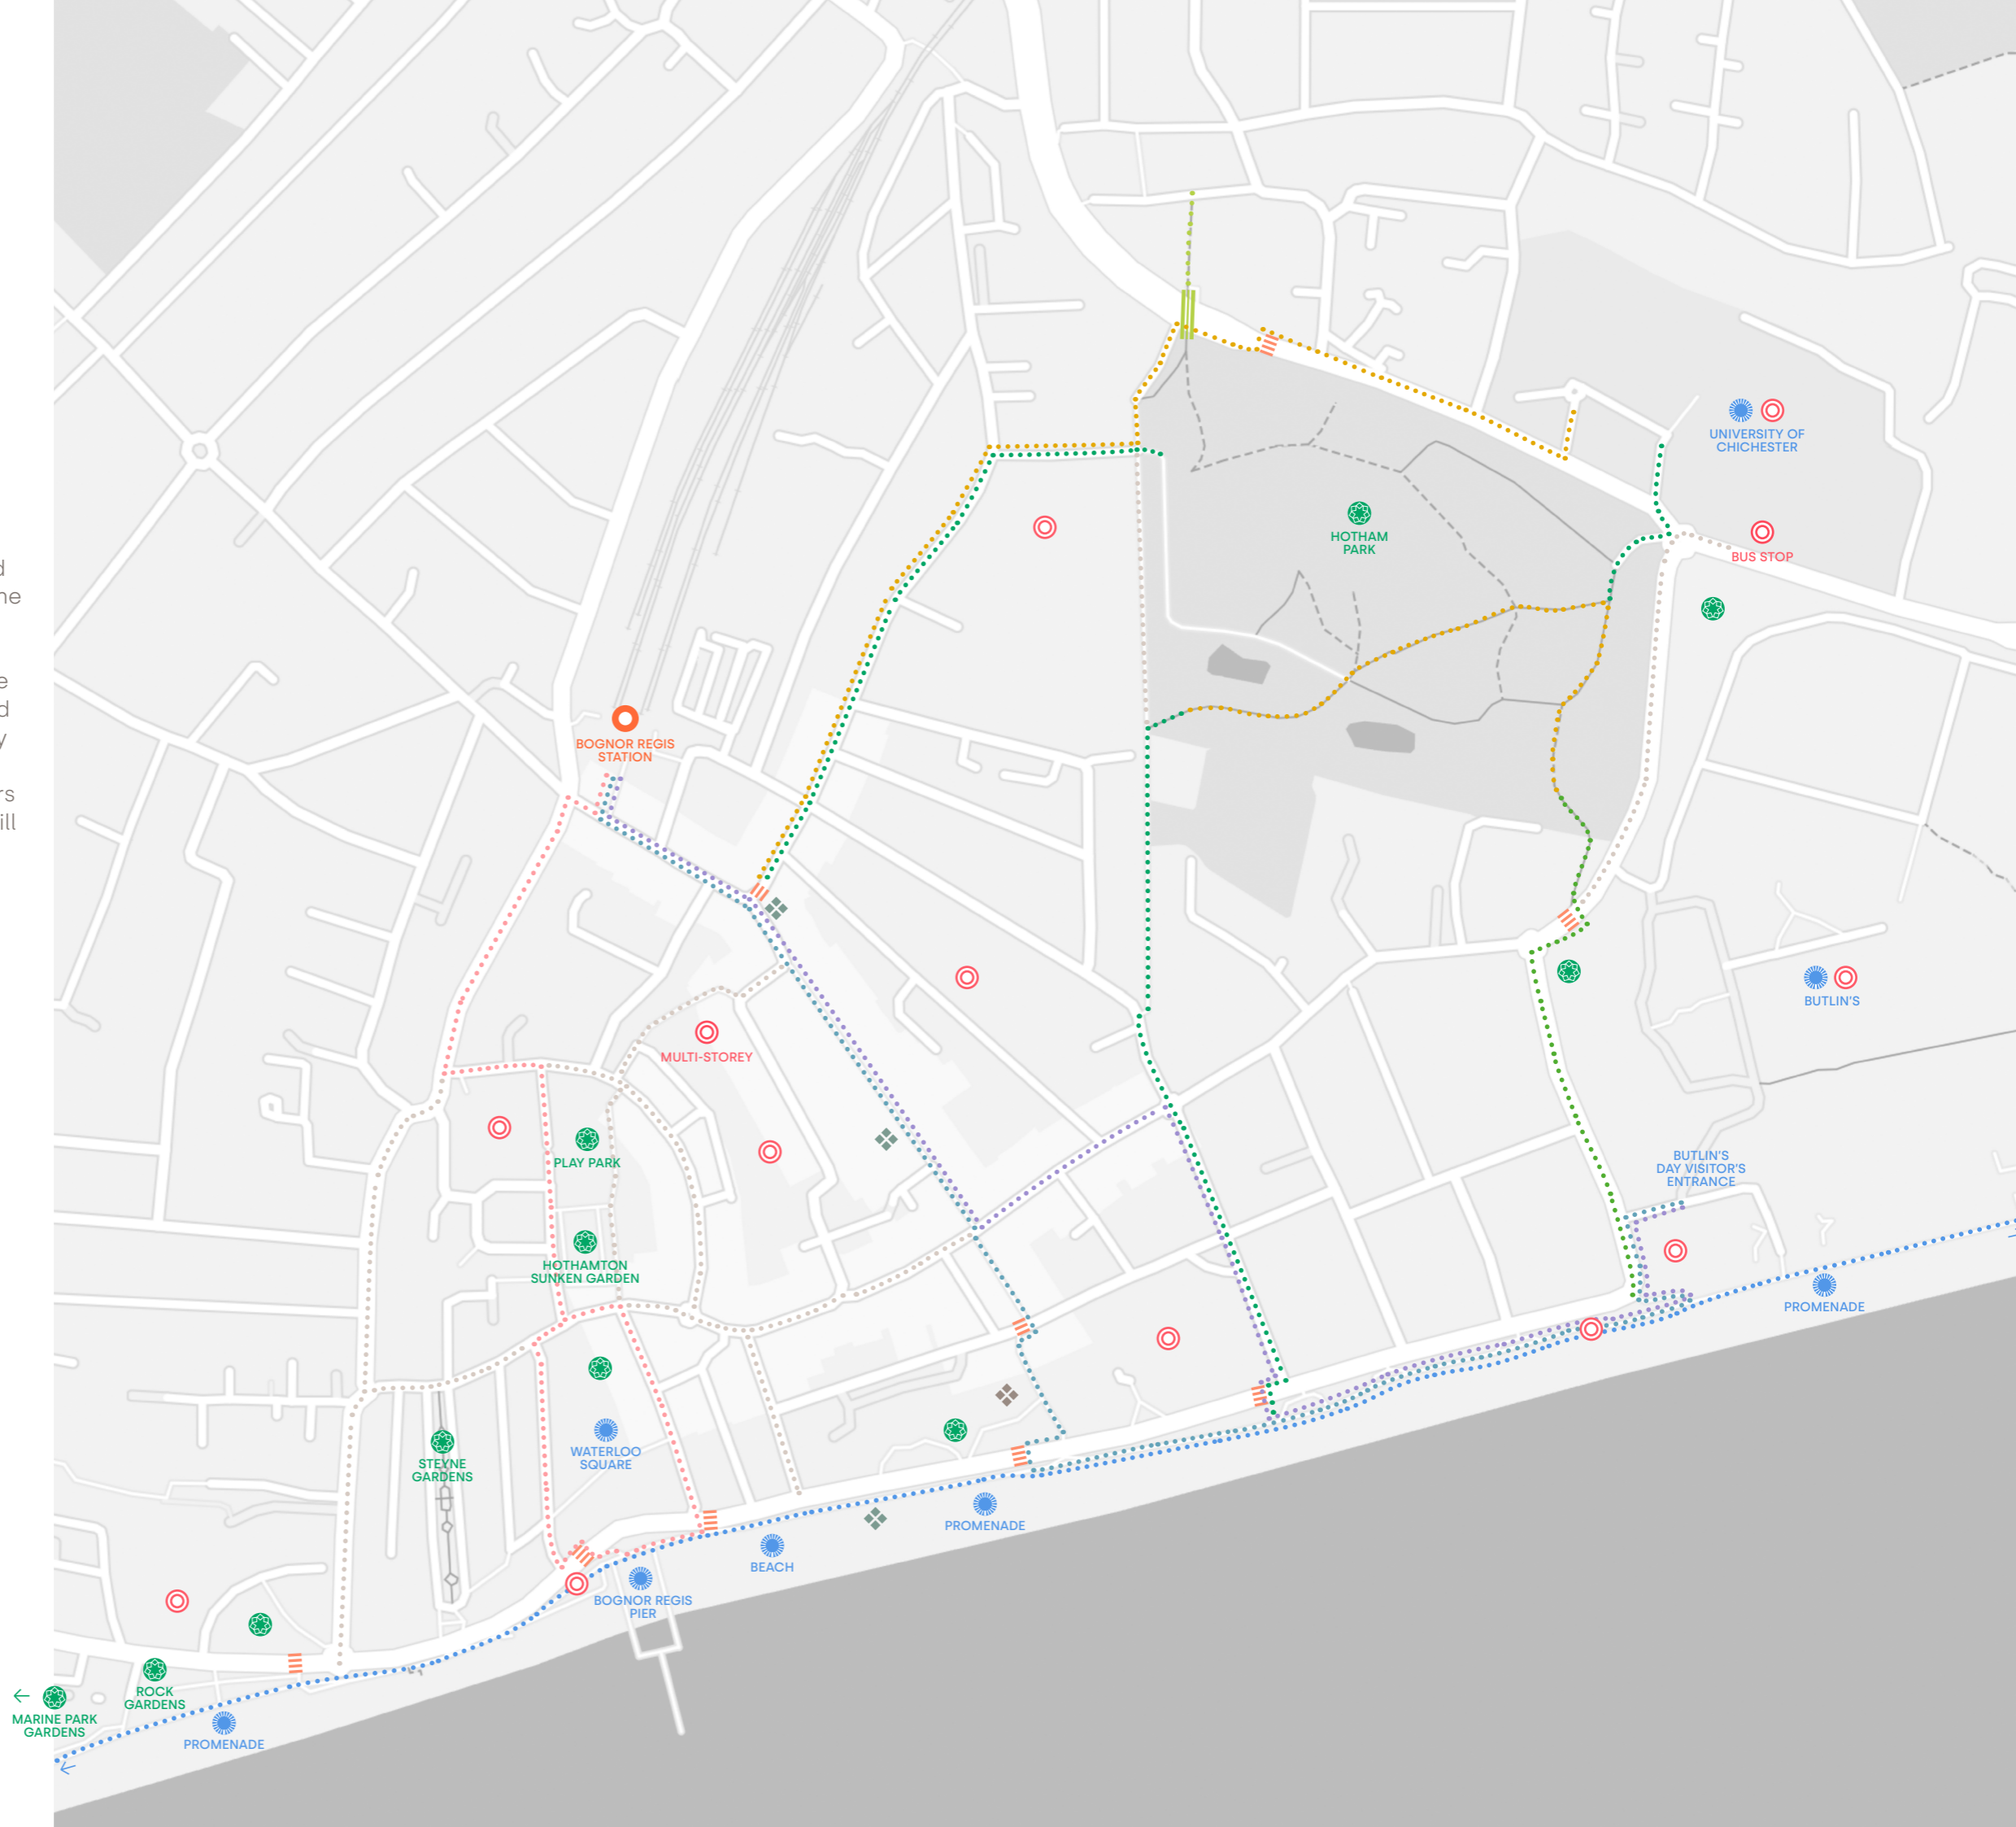 UNIVERSITY OF
CHICHESTER
HOTHAM
PARK
BUS STOP
BOGNOR REGIS
STATION
BUTLIN'S
MULTI-STOREY
PLAY PARK
BUTLIN'S
DAY VISITOR'S
ENTRANCE
HOTHAMTON
SUNKEN GARDEN
PROMENADE
WATERLOO
SQUARE
STEYNE
GARDENS
PROMENADE
BEACH
BOGNOR REGIS
PIER
ROCK
GARDENS
MARINE PARK
GARDENS
PROMENADE